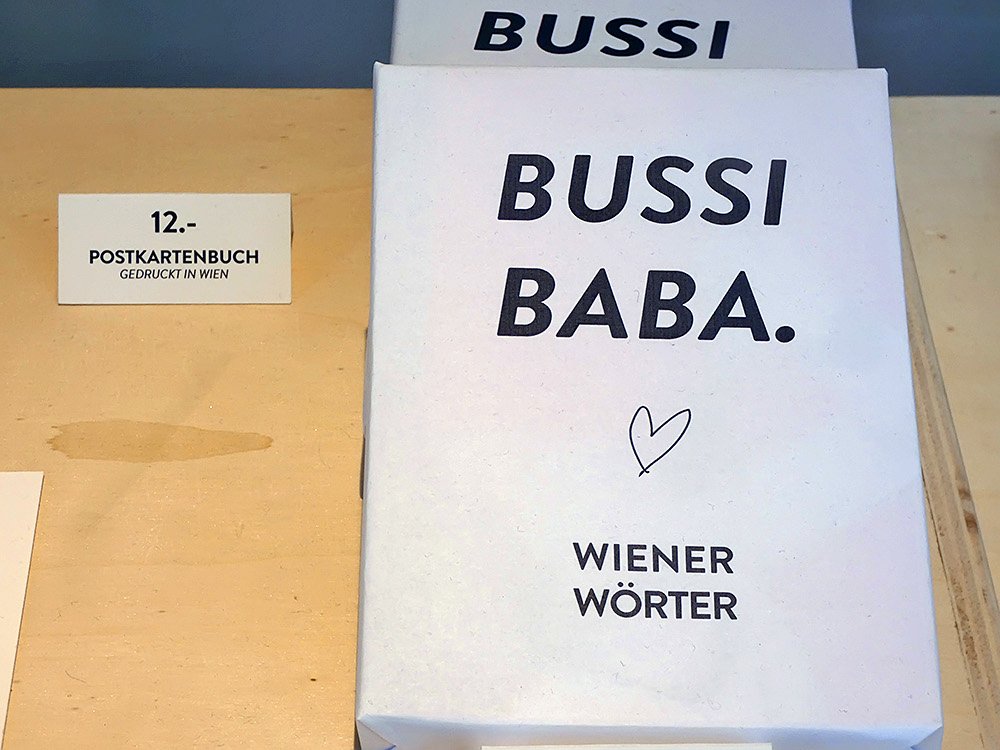 BUSSI
12.-
POSTKARTENBUCH
GEDRUCKT IN WIEN
BUSSI
BABA.
WIENER
WÖRTER